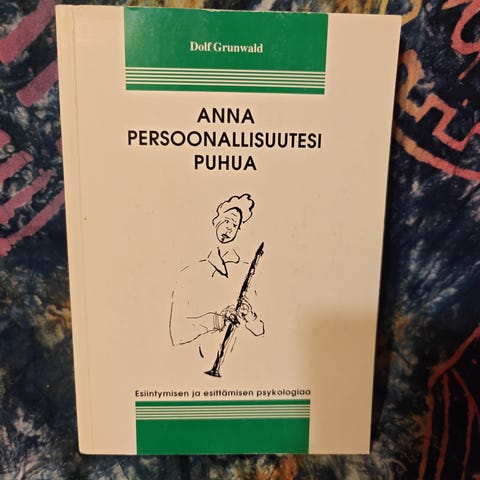 Dolf Grunwald
ANNA
PERSOONALLISUUTESI
PUHUA
Esiintymisen ja esittämisen psykologiaa